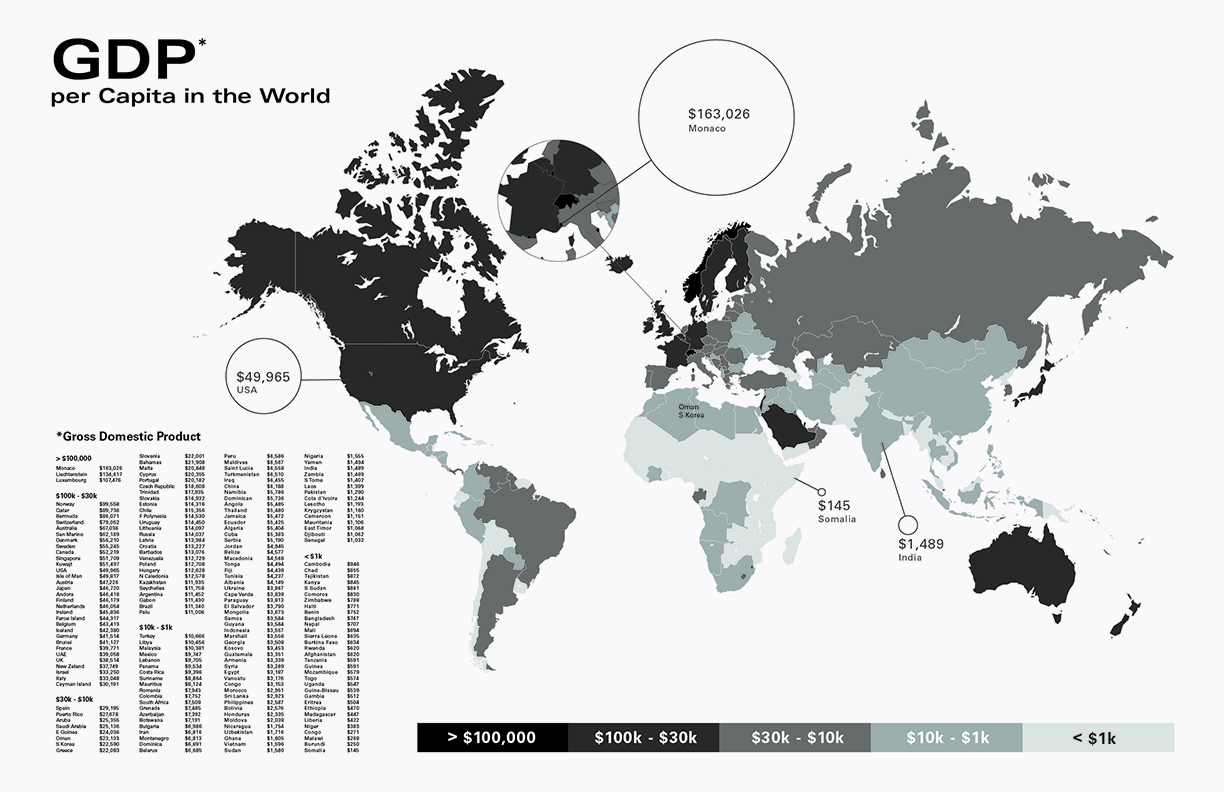 GDP*
per Capita in the World
$163,026
Monaco
$49,965
USA
Oman
S Korea
$145
Somalia
$1,489
India
*Gross Domestic Product
> $100,000
Monaco $163,026
Liechtenstein $134,617
Luxembourg $107,476
$100k - $30k
Norway $99,558
Qatar $89,736
Bermuda $86,071
Switzerland $79,052
Australia $67,036
San Marino $62,189
Denmark $56,210
Sweden $55,245
Canada $52,219
Singapore $51,709
Kuwait $51,497
USA $49,965
Isle of Man $49,817
Austria $47,226
Japan $46,720
Andora $46,418
Finland $46,179
Netherlands $46,054
Ireland $45,836
Faroe Island $44,317
Belgium $43,413
Iceland $42,380
Germany $41,514
Brunei $41,127
France $39,771
UAE $39,058
UK $38,514
New Zeland $37,749
Israel $33,250
Italy $33,048
Cayman Island $30,191
$30k - $10k
Spain $29,195
Puerto Rico $27,678
Aruba $25,355
Saudi Arabia $25,136
E Guinea $24,036
Oman $23,133
S Korea $22,590
Greece $22,083
Slovenia $22,001
Bahamas $21,908
Malta $20,848
Cyprus $20,355
Portugal $20,182
Czech Republic $18,608
Trinidad $17,935
Slovakia $16,932
Estonia $16,316
Chile $15,356
F Polynesia $14,530
Uruguay $14,450
Lithuania $14,097
Russia $14,037
Latvia $13,984
Croatia $13,227
Barbados $13,076
Venezuela $12,729
Poland $12,708
Hungary $12,628
N Caledonia $12,578
Seychelles $11,758
Kazakhstan $11,935
Argentina $11,452
Gabon $11,430
Brazil $11,340
Palu $11,006
$10k - $1k
Turkey $10,666
Libya $10,456
Malaysia $10,381
Mexico $9,747
Lebanon $9,705
Panama $9,534
Costa Rica $9,396
Suriname $8,864
Mauritius $8,124
Romania $7,943
Colombia $7,752
South Africa $7,508
Grenada $7,485
Azerbaijan $7,392
Botswana $7,191
Bulgaria $6,986
Iran $6,816
Montenegro $6,813
Dominica $6,691
Belarus $6,685
Peru $6,586
Maldives $6,567
Saint Lucia $6,558
Turkmenistan $6,510
Iraq $6,455
China $6,188
Namibia $5,786
Dominican $5,736
Angola $5,485
Thailand $5,480
Jamaica $5,472
Ecuador $5,425
Algeria $5,404
Cuba $5,383
Serbia $5,190
Jordan $4,945
Belize $4,577
Macedonia $4,568
Tonga $4,494
Fiji $4,438
Tunisia $4,237
Albania $4,149
Ukraine $3,867
Cape Verde $3,838
Paraguay $3,813
El Salvador $3,790
Mongolia $3,673
Samoa $3,584
Guyana $3,584
Indonesia $3,557
Marshall $3,556
Georgia $3,508
Kosovo $3,453
Guatemala $3,351
Armenia $3,338
Syria $3,289
Egypt $3,187
Vanuatu $3,176
Congo $3,153
Morocco $2,951
Sri Lanka $2,923
Philippines $2,587
Bolivia $2,576
Honduras $2,335
Moldova $2,038
Nicaragua $1,754
Uzbekistan $1,716
Ghana $1,605
Vietnam $1,596
Sudan $1,580
Nigeria $1,555
Yemen $1,494
India $1,489
Zambia $1,469
S Tome $1,402
Laos $1,399
Pakistan $1,290
Cote d'Ivoire $1,244
Lesotho $1,193
Krygyzstan $1,160
Cameroon $1,151
Mauritania $1,106
East Timor $1,068
Djibouti $1,062
Senegal $1,032
< $1k
Cambodia $946
Chad $855
Tajikistan $872
Kenya $845
S Sudan $861
Comoros $830
Zimbabwe $788
Haiti $771
Benin $752
Bangladesh $747
Nepal $707
Mali $694
Sierra Leone $635
Burkina Faso $634
Rwanda $620
Afghanistan $620
Tanzania $591
Guinea $591
Mozambique $579
Togo $574
Uganda $547
Guine-Bissau $539
Gambia $512
Eritrea $504
Ethiopia $470
Madagascar $447
Liberia $422
Niger $383
Congo $271
Malawi $268
Burundi $250
Somalia $145
> $100,000
$100k - $30k
$30k - $10k
$10k - $1k
< $1k